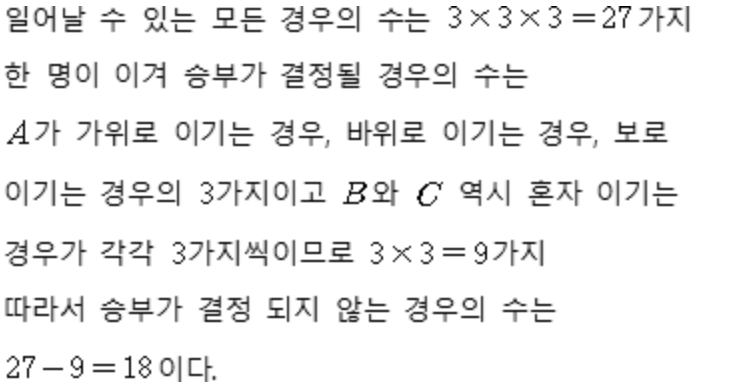 일어날 수 있는 모든 경우의 수는 3×3×3=27가지
한 명이 이겨 승부가 결정될 경우의 수는
A가 가위로 이기는 경우, 바위로 이기는 경우, 보로
이기는 경우의 3가지이고 B와 C 역시 혼자 이기는
경우가 각각 3가지씩이므로 3×3=9가지
따라서 승부가 결정 되지 않는 경우의 수는
27-9=18이다.